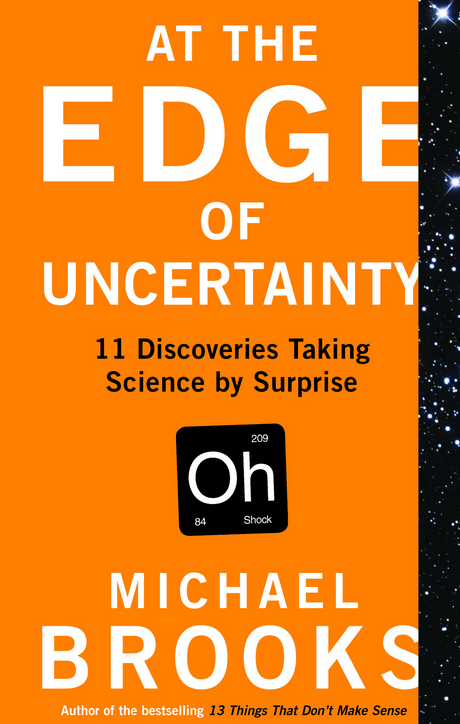 AT THE
EDGE
OF
UNCERTAINTY
11 Discoveries Taking
Science by Surprise
209
Oh
84 Shock
MICHAEL
BROOKS
Author of the bestselling 13 Things That Don't Make Sense